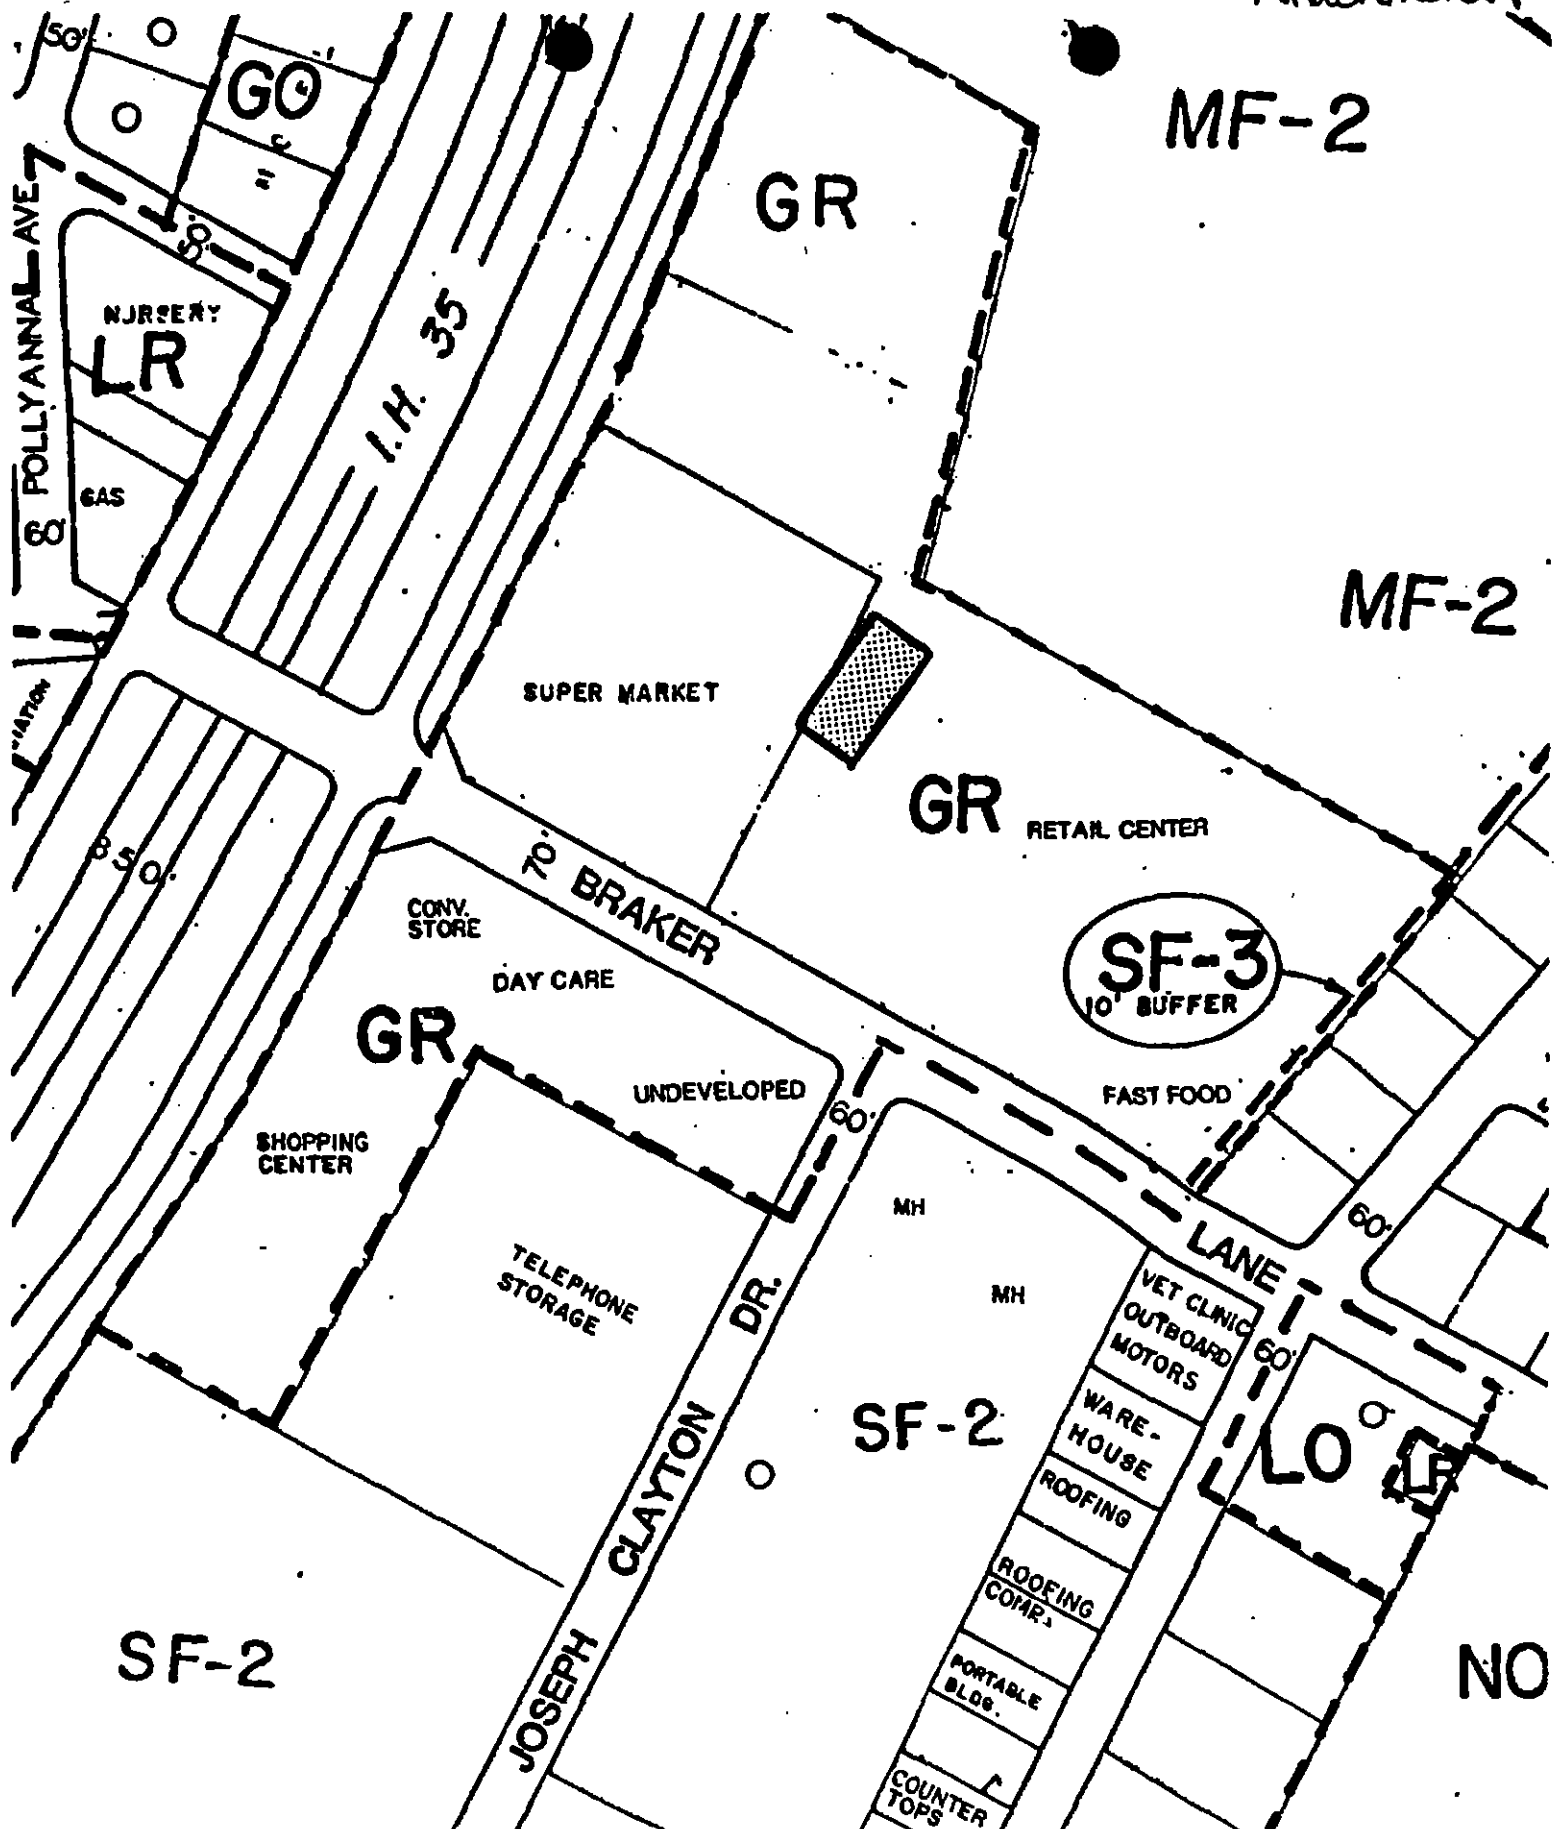 50'
GO
MF-2
GR
50'
POLLYANNA AVE
60'
NURSERY
LR
GAS
I.H. 35
MF-2
SUPER MARKET
GR
RETAIL CENTER
850'
70'
BRAKER
LANE
CONV.
STORE
DAY CARE
SF-3
10' BUFFER
GR
UNDEVELOPED
60'
FAST FOOD
SHOPPING
CENTER
MH
MH
60'
TELEPHONE
STORAGE
JOSEPH CLAYTON DR.
VET CLINIC
OUTBOARD
MOTORS
60'
WARE-
HOUSE
SF-2
LO
LR
ROOFING
ROOFING
COMP.
SF-2
PORTABLE
BLDG.
NO
COUNTER
TOPS